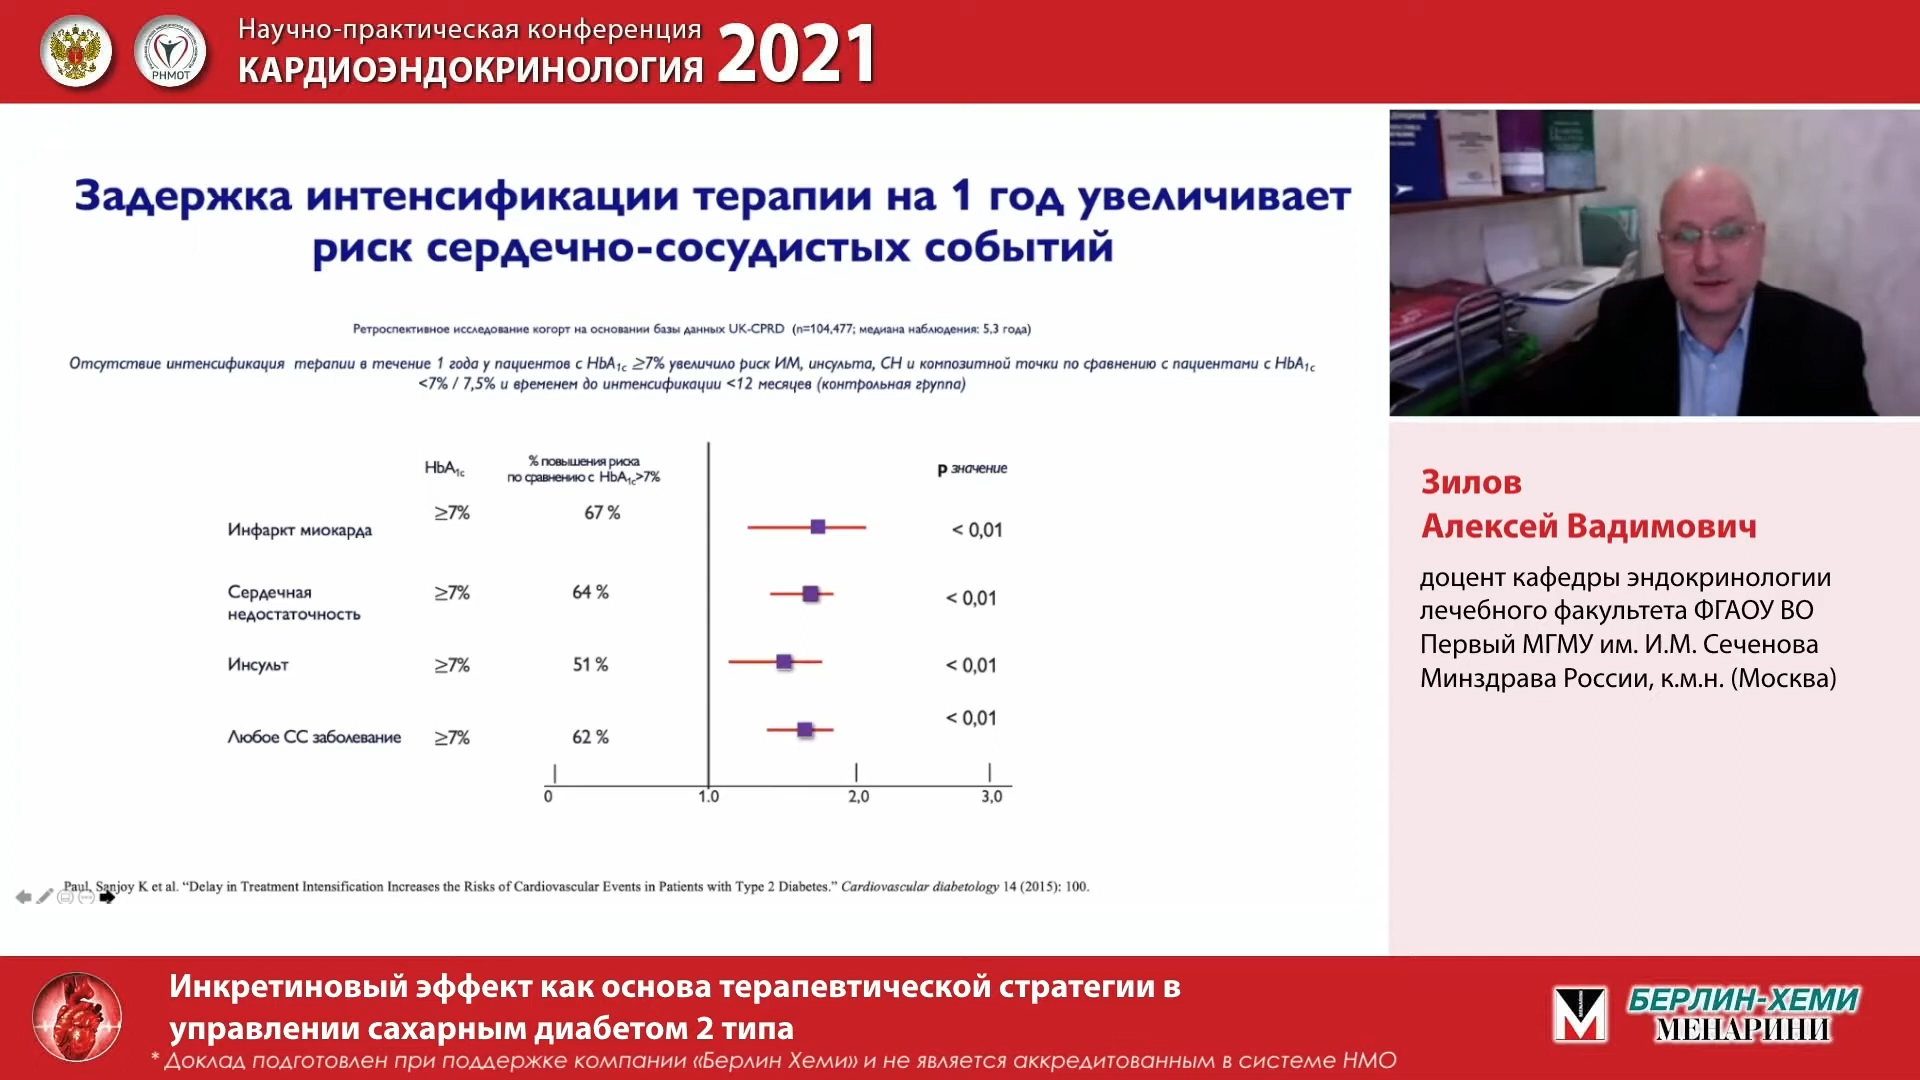 Научно-практическая конференция
КАРДИОЭНДОКРИНОЛОГИЯ 2021
РНМОТ
Задержка интенсификации терапии на 1 год увеличивает
риск сердечно-сосудистых событий
Ретроспективное исследование когорт на основании базы данных UK-CPRD (n=104,477; медиана наблюдения: 5,3 года)
Отсутствие интенсификация терапии в течение 1 года у пациентов с HbA1c ≥7% увеличило риск ИМ, инсульта, СН и композитной точки по сравнению с пациентами с HbA1c
<7% / 7,5% и временем до интенсификации <12 месяцев (контрольная группа)
HbA1c
% повышения риска
по сравнению с HbA1c>7%
р значение
Инфаркт миокарда ≥7% 67 % < 0,01
Сердечная
недостаточность ≥7% 64 % < 0,01
Инсульт ≥7% 51 % < 0,01
Любое СС заболевание ≥7% 62 % < 0,01
0 1.0 2,0 3,0
Paul, Sanjoy K et al. “Delay in Treatment Intensification Increases the Risks of Cardiovascular Events in Patients with Type 2 Diabetes.” Cardiovascular diabetology 14 (2015): 100.
Зилов
Алексей Вадимович
доцент кафедры эндокринологии
лечебного факультета ФГАОУ ВО
Первый МГМУ им. И.М. Сеченова
Минздрава России, к.м.н. (Москва)
Инкретиновый эффект как основа терапевтической стратегии в
управлении сахарным диабетом 2 типа
* Доклад подготовлен при поддержке компании «Берлин Хеми» и не является аккредитованным в системе НМО
БЕРЛИН-ХЕМИ
МЕНАРИНИ